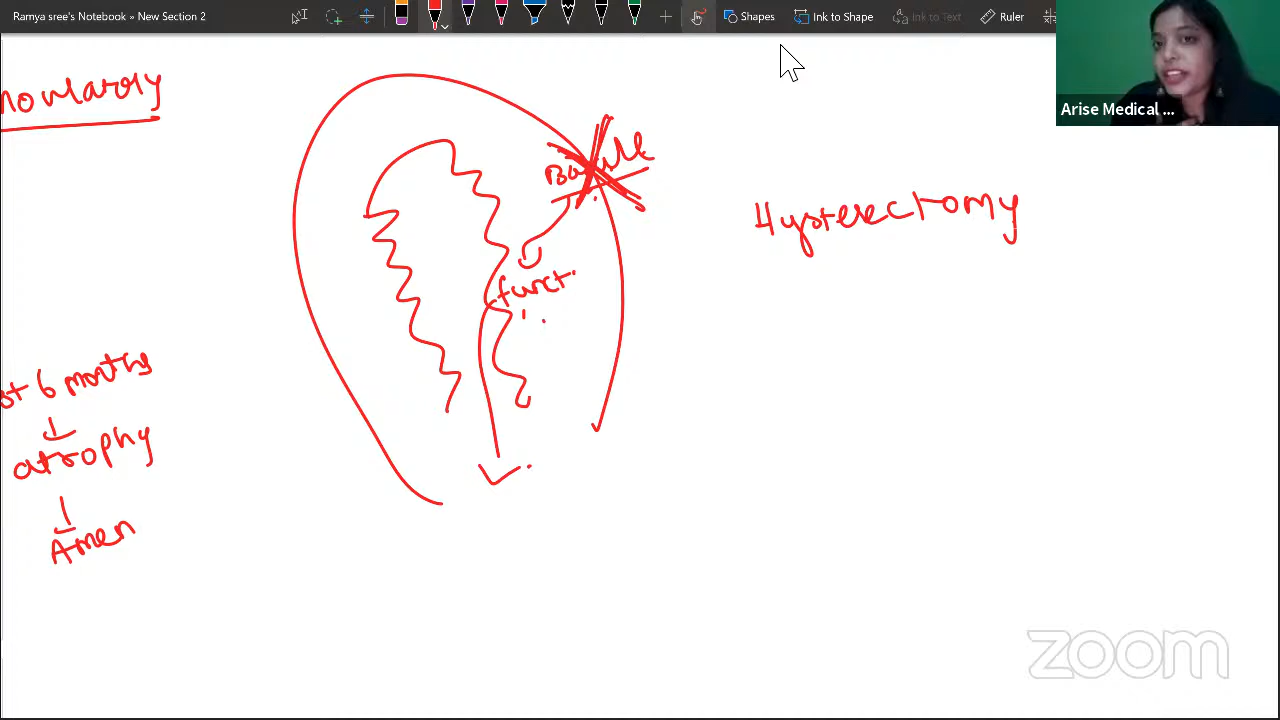 Ramya sree's Notebook » New Section 2
Shapes
Ink to Shape
Ink to Text
Ruler
Arise Medical ...
Basale
funct.
Hysterectomy
6 months
atrophy
Amen
zoom